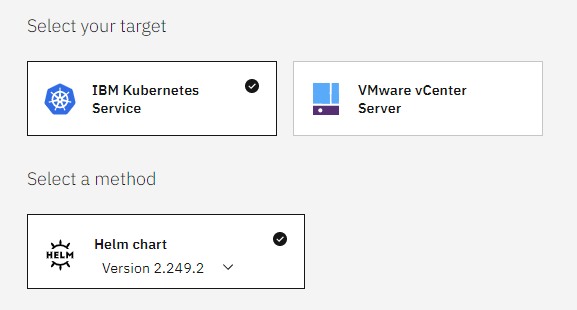 Select your target
IBM Kubernetes
Service
VMware vCenter
Server
Select a method
HELM
Helm chart
Version 2.249.2